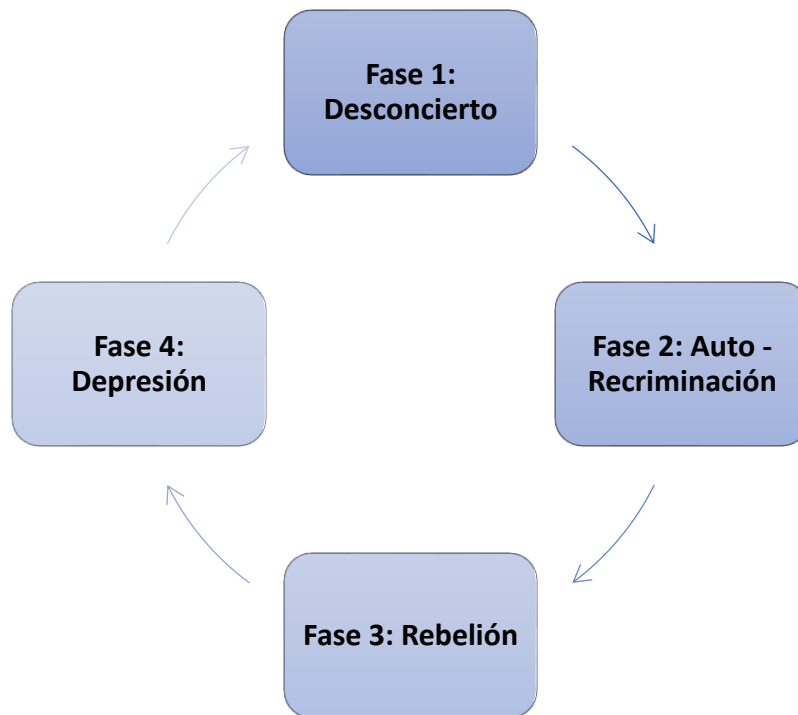 Fase 1:
Desconcierto
Fase 2: Auto -
Recriminación
Fase 3: Rebelión
Fase 4:
Depresión